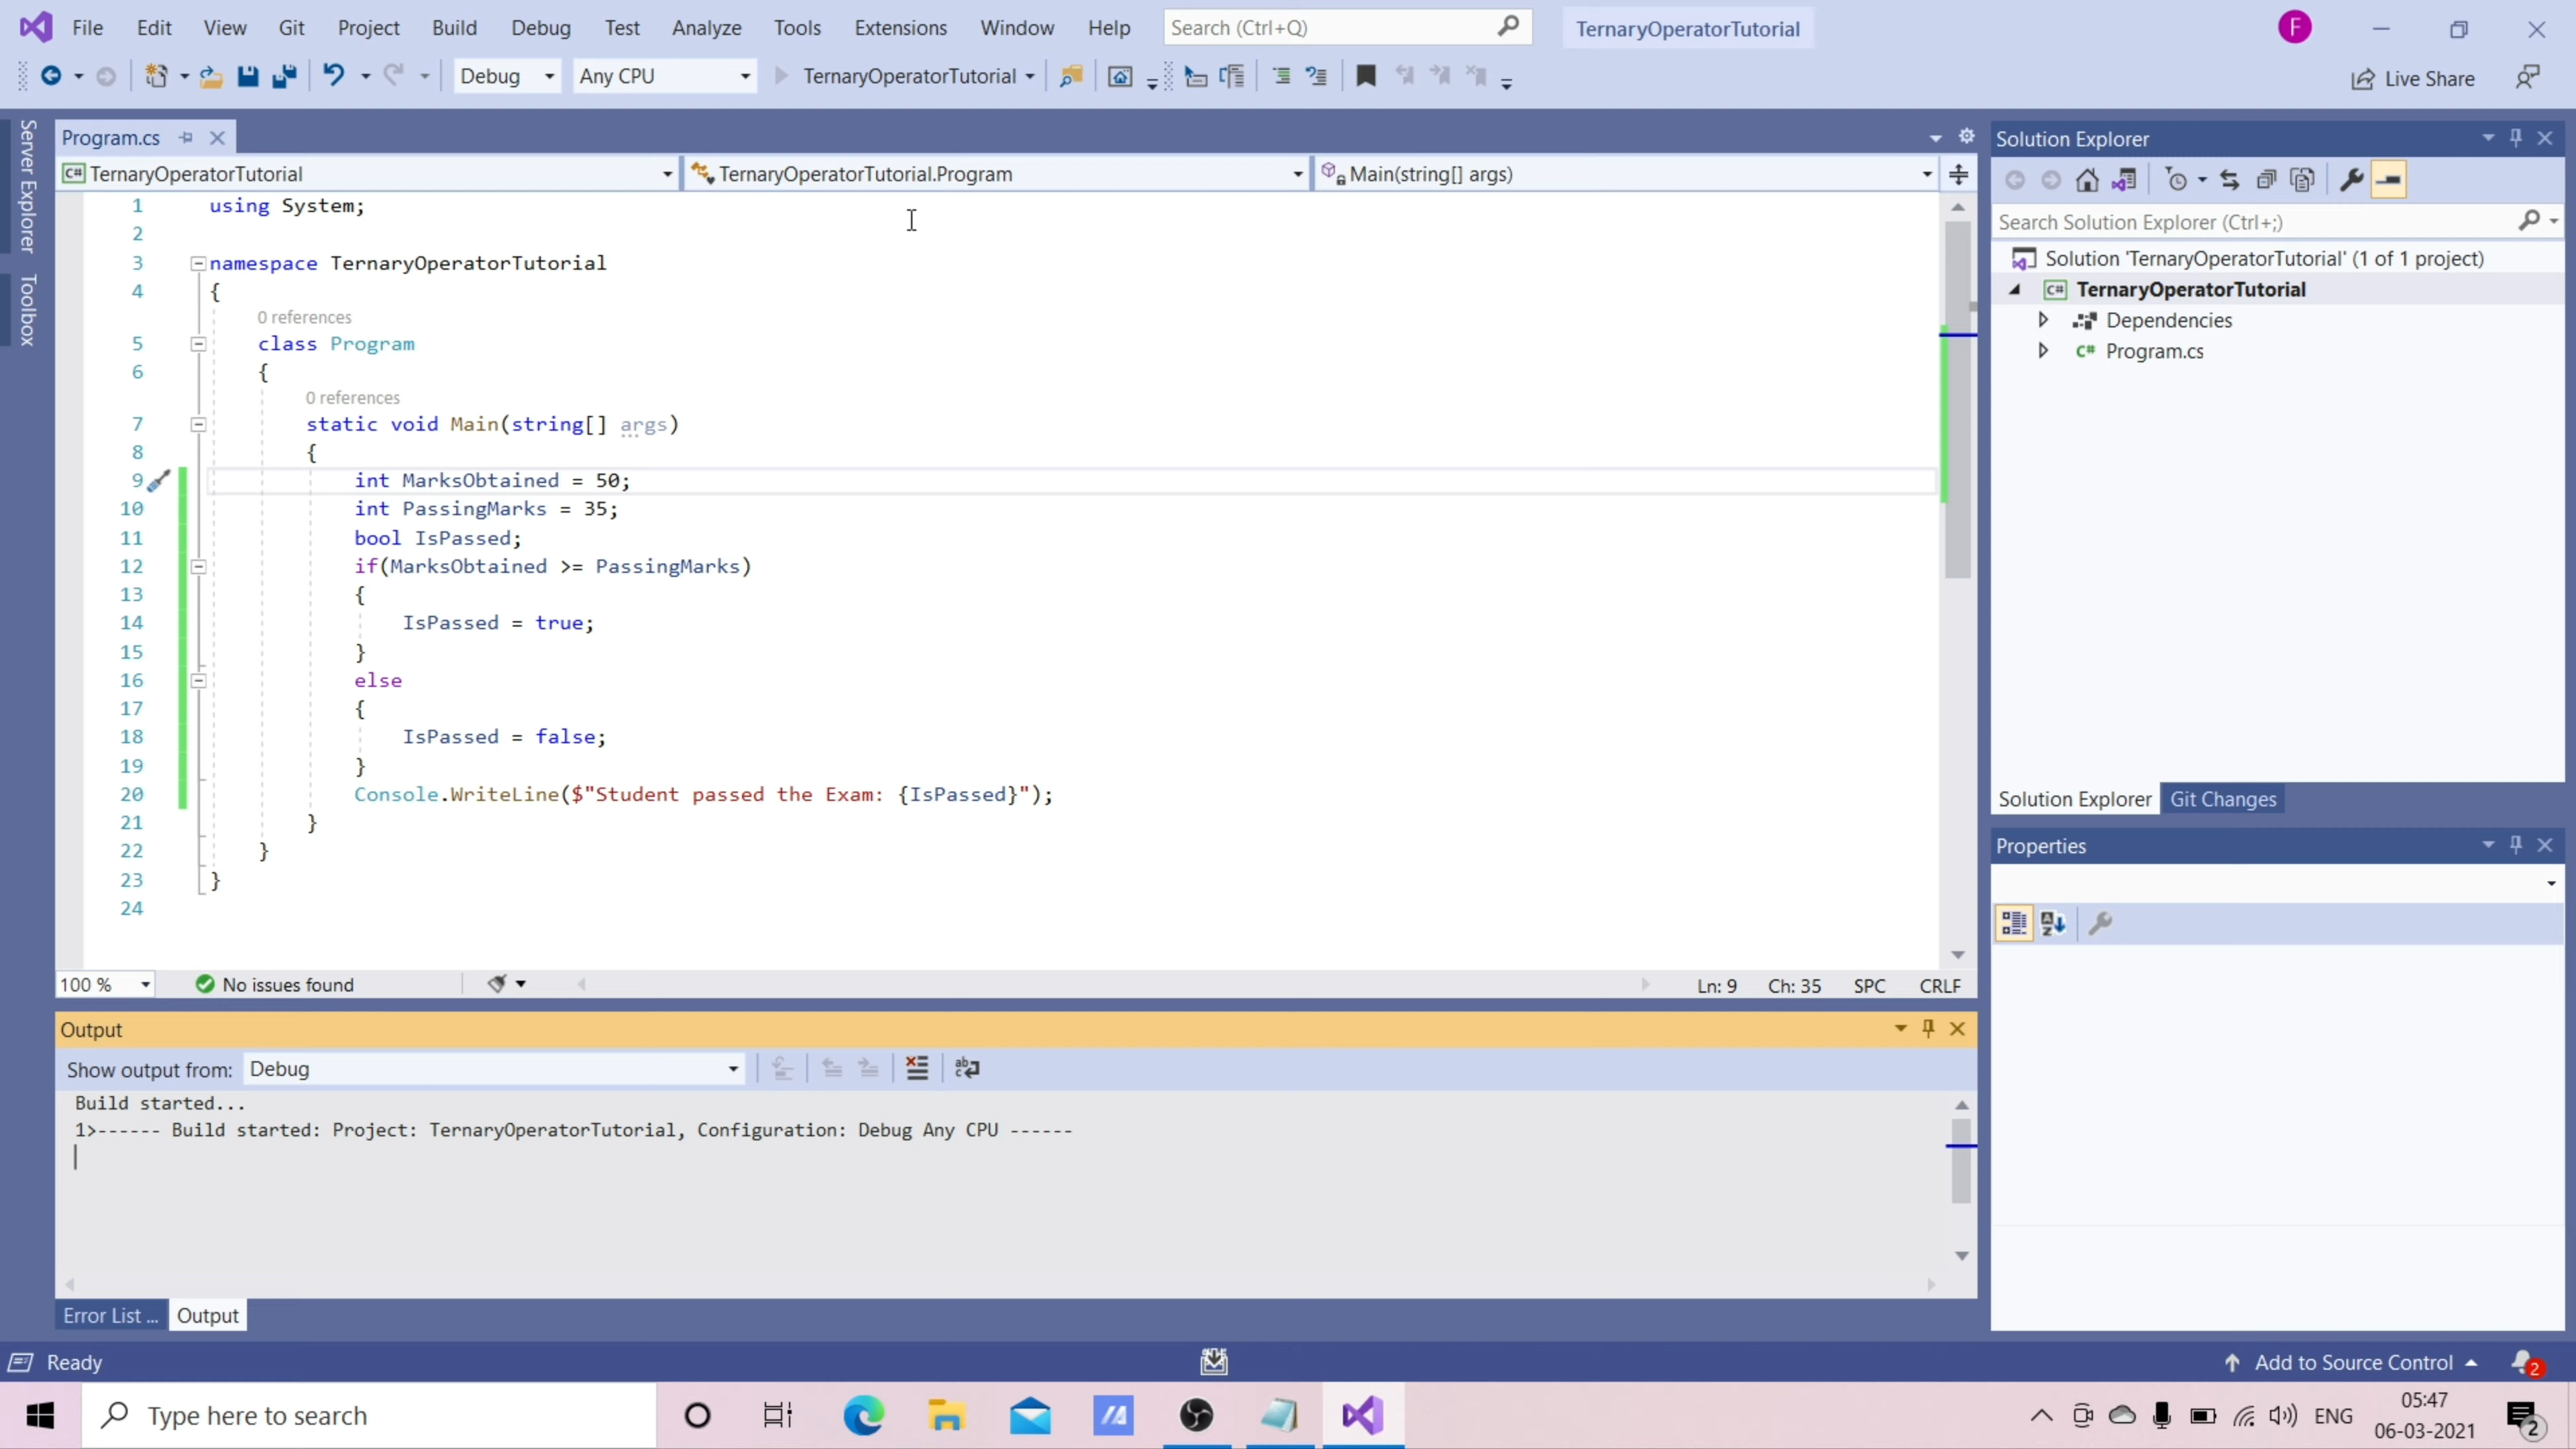 File Edit View Git Project Build Debug Test Analyze Tools Extensions Window Help Search (Ctrl+Q) TernaryOperatorTutorial F
Debug Any CPU TernaryOperatorTutorial Live Share
Server Explorer
Toolbox
Program.cs
TernaryOperatorTutorial TernaryOperatorTutorial.Program Main(string[] args)
1 using System;
2
3 namespace TernaryOperatorTutorial
4 {
0 references
5 class Program
6 {
0 references
7 static void Main(string[] args)
8 {
9 int MarksObtained = 50;
10 int PassingMarks = 35;
11 bool IsPassed;
12 if(MarksObtained >= PassingMarks)
13 {
14 IsPassed = true;
15 }
16 else
17 {
18 IsPassed = false;
19 }
20 Console.WriteLine($"Student passed the Exam: {IsPassed}");
21 }
22 }
23 }
24
100 % No issues found Ln: 9 Ch: 35 SPC CRLF
Output
Show output from: Debug
Build started...
1>------ Build started: Project: TernaryOperatorTutorial, Configuration: Debug Any CPU ------
Error List ... Output
Solution Explorer
Search Solution Explorer (Ctrl+;)
Solution 'TernaryOperatorTutorial' (1 of 1 project)
C# TernaryOperatorTutorial
Dependencies
C# Program.cs
Solution Explorer Git Changes
Properties
Ready Add to Source Control 2
Type here to search ENG 05:47
06-03-2021 2